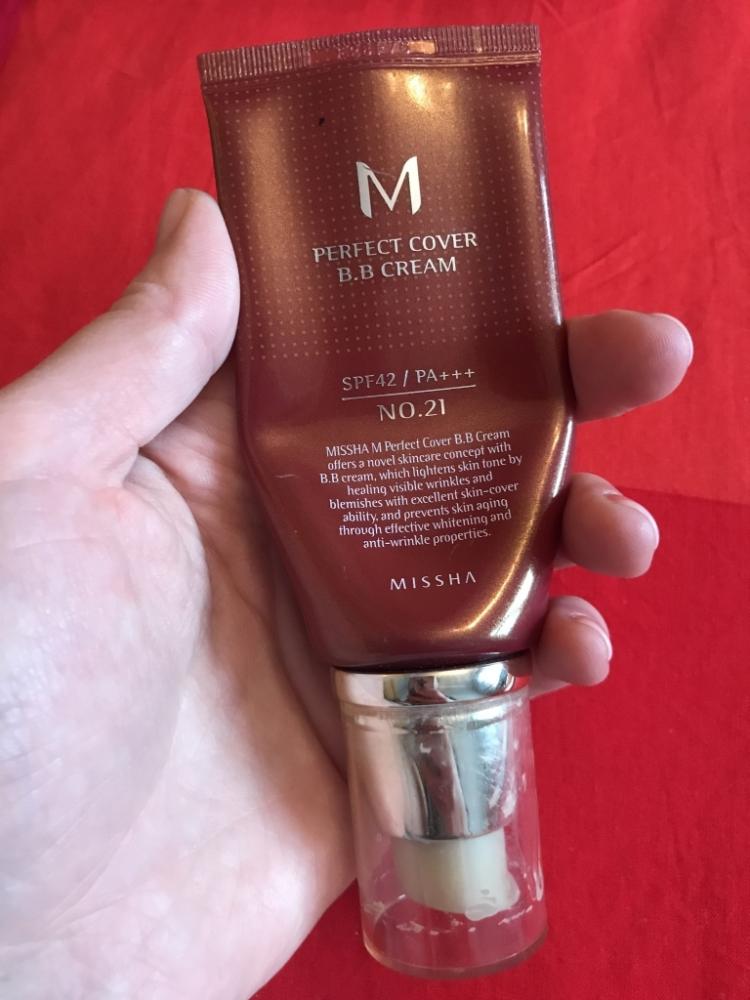 M
PERFECT COVER
B.B CREAM
SPF42 / PA+++
NO.21
MISSHA M Perfect Cover B.B Cream
offers a novel skincare concept with
B.B cream, which lightens skin tone by
healing visible wrinkles and
blemishes with excellent skin-cover
ability, and prevents skin aging
through effective whitening and
anti-wrinkle properties.
MISSHA